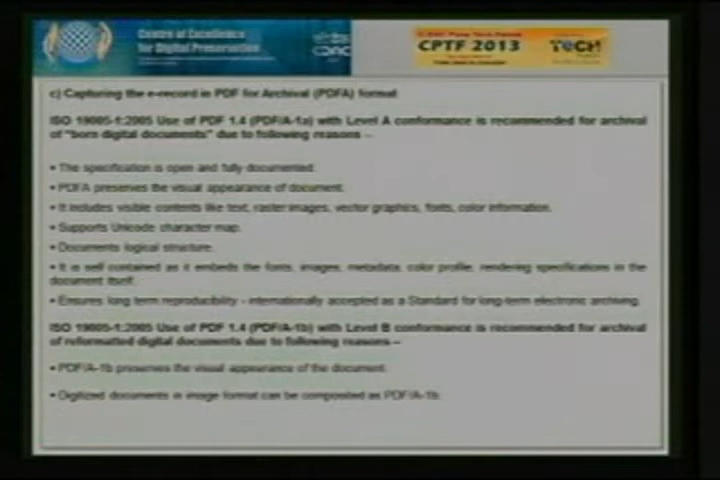 Centre of Excellence
for Digital Preservation
CPTF 2013
TECH
c) Capturing the e-record in PDF for Archival (PDFA) format
ISO 19005-1:2005 Use of PDF 1.4 (PDF/A-1a) with Level A conformance is recommended for archival
of "born digital documents" due to following reasons –
• The specification is open and fully documented.
• PDFA preserves the visual appearance of document.
• It includes visible contents like text, raster images, vector graphics, fonts, color information.
• Supports Unicode character map.
• Documents logical structure.
• It is self contained as it embeds the fonts, images, metadata, color profile, rendering specifications in the
document itself.
• Ensures long term reproducibility - internationally accepted as a Standard for long-term electronic archiving.
ISO 19005-1:2005 Use of PDF 1.4 (PDF/A-1b) with Level B conformance is recommended for archival
of reformatted digital documents due to following reasons –
• PDF/A-1b preserves the visual appearance of the document.
• Digitized documents in image format can be composited as PDF/A-1b.